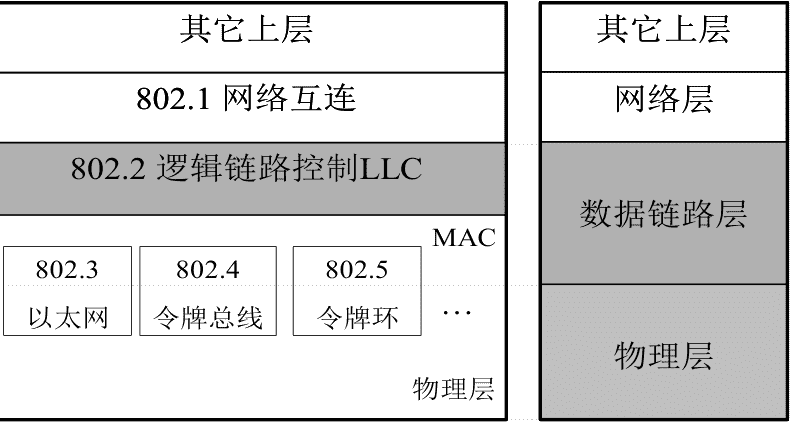 其它上层
802.1 网络互连
802.2 逻辑链路控制LLC
MAC
802.3
以太网
802.4
令牌总线
802.5
令牌环
…
物理层
其它上层
网络层
数据链路层
物理层